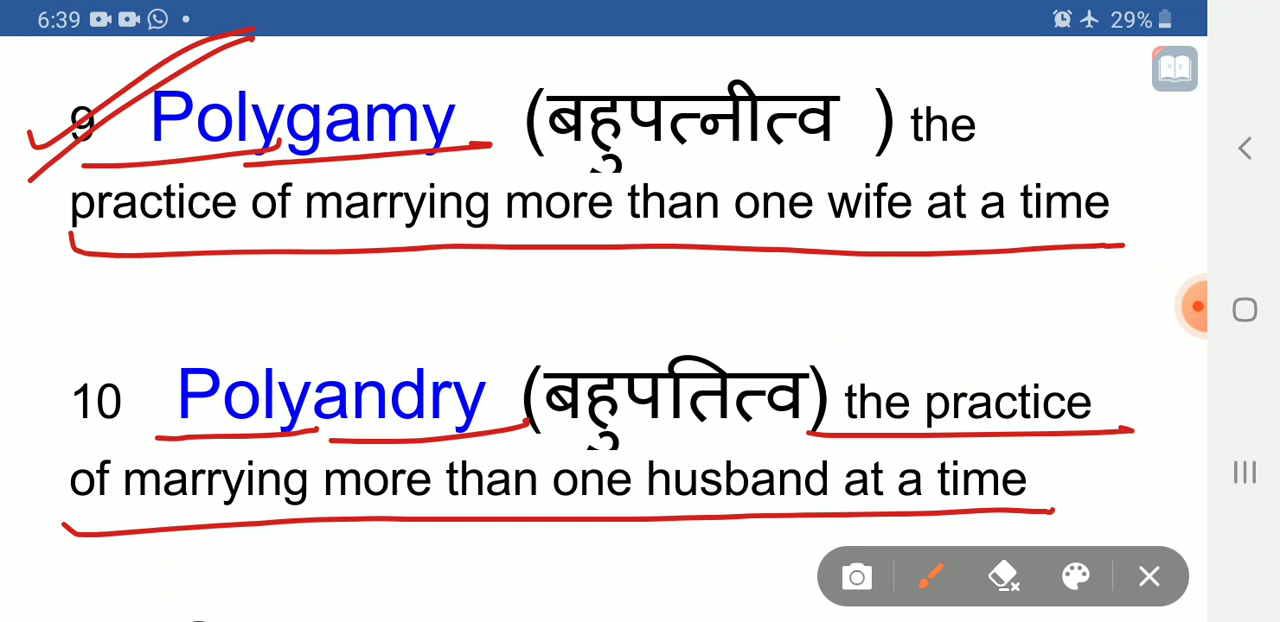 6:39 29%
9 Polygamy (बहुपत्नीत्व ) the
practice of marrying more than one wife at a time
10 Polyandry (बहुपतित्व) the practice
of marrying more than one husband at a time